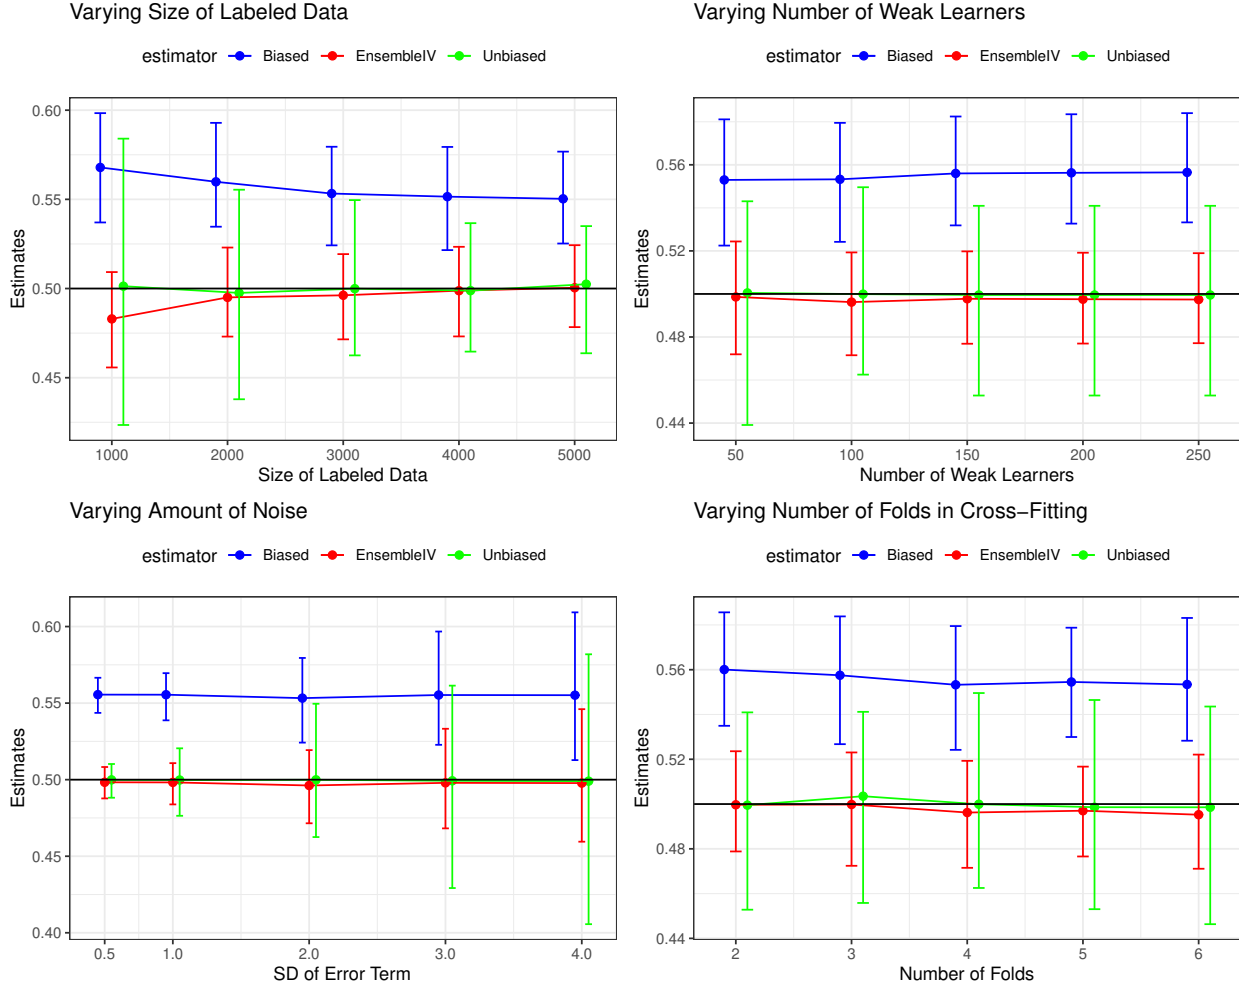 Varying Size of Labeled Data
estimator Biased EnsembleIV Unbiased
0.60
0.55
0.50
0.45
Estimates
1000 2000 3000 4000 5000
Size of Labeled Data
Varying Number of Weak Learners
estimator Biased EnsembleIV Unbiased
0.56
0.52
0.48
0.44
Estimates
50 100 150 200 250
Number of Weak Learners
Varying Amount of Noise
estimator Biased EnsembleIV Unbiased
0.60
0.55
0.50
0.45
0.40
Estimates
0.5 1.0 2.0 3.0 4.0
SD of Error Term
Varying Number of Folds in Cross−Fitting
estimator Biased EnsembleIV Unbiased
0.56
0.52
0.48
0.44
Estimates
2 3 4 5 6
Number of Folds